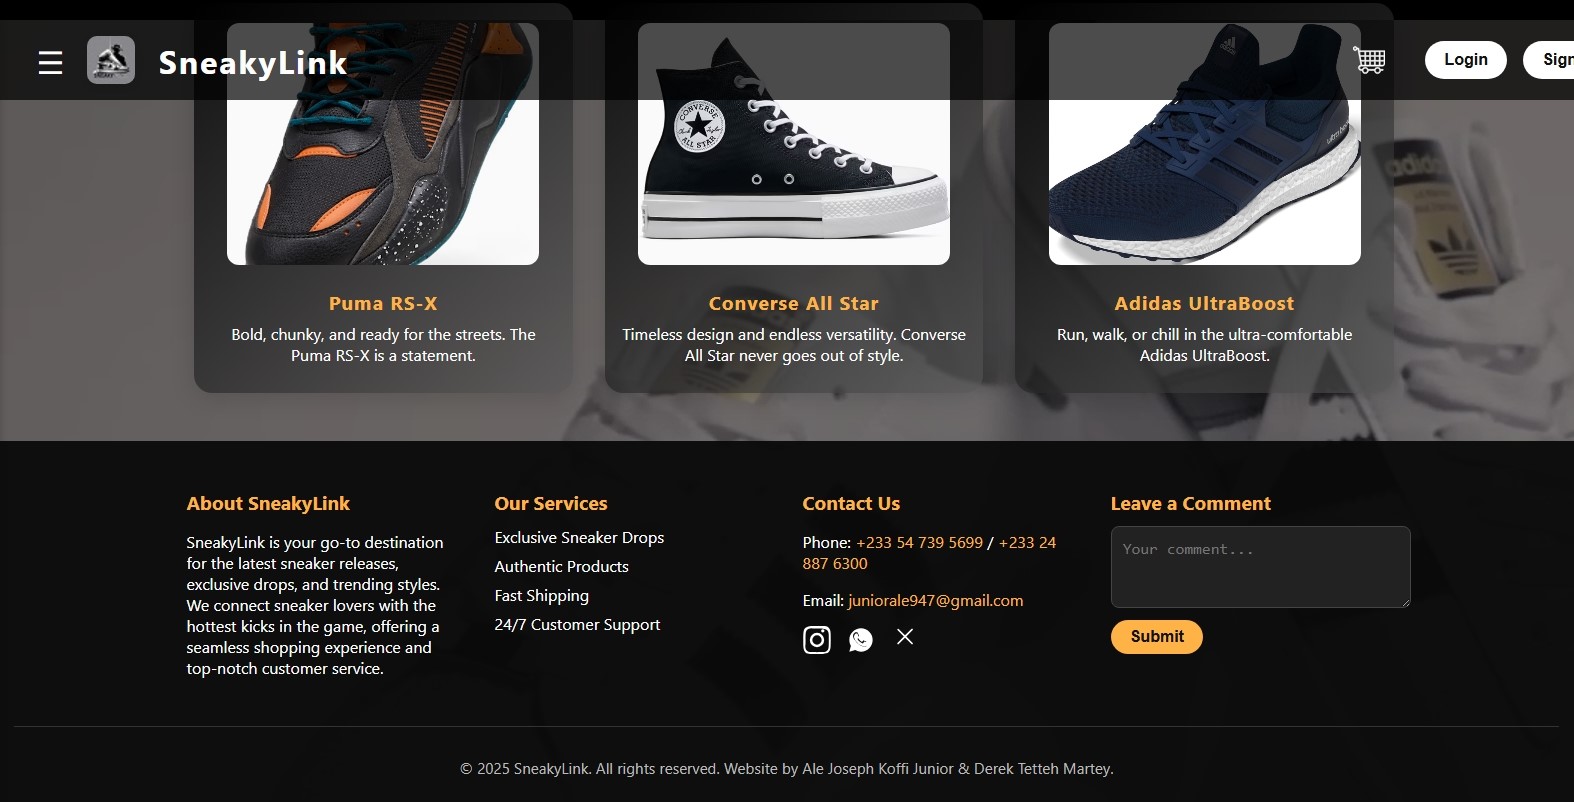 ☰ SneakyLink Login Sign
CONVERSE
ALL STAR
adidas
Puma RS-X
Bold, chunky, and ready for the streets. The
Puma RS-X is a statement.
Converse All Star
Timeless design and endless versatility. Converse
All Star never goes out of style.
Adidas UltraBoost
Run, walk, or chill in the ultra-comfortable
Adidas UltraBoost.
About SneakyLink
SneakyLink is your go-to destination
for the latest sneaker releases,
exclusive drops, and trending styles.
We connect sneaker lovers with the
hottest kicks in the game, offering a
seamless shopping experience and
top-notch customer service.
Our Services
Exclusive Sneaker Drops
Authentic Products
Fast Shipping
24/7 Customer Support
Contact Us
Phone: +233 54 739 5699 / +233 24
887 6300
Email: juniorale947@gmail.com
Leave a Comment
Your comment...
Submit
© 2025 SneakyLink. All rights reserved. Website by Ale Joseph Koffi Junior & Derek Tetteh Martey.